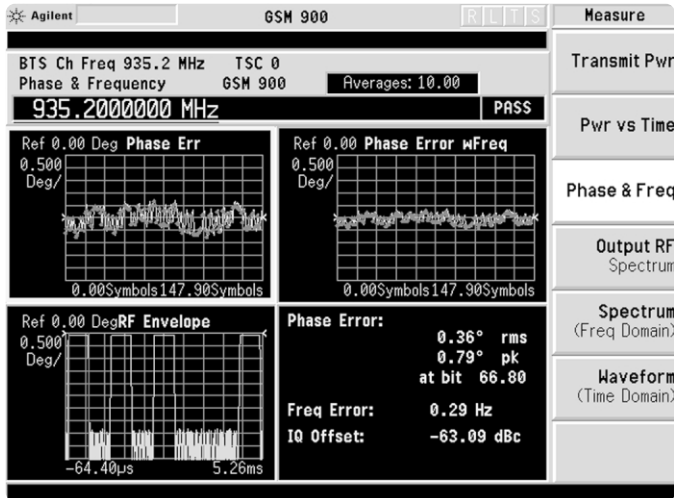 Agilent
GSM 900
R L T S
Measure
BTS Ch Freq 935.2 MHz TSC 0
Phase & Frequency GSM 900 Averages: 10.00
935.2000000 MHz
PASS
Transmit Pwr
Pwr vs Time
Phase & Freq
Output RF
Spectrum
Spectrum
(Freq Domain)
Waveform
(Time Domain)
Ref 0.00 Deg Phase Err
0.500
Deg/
0.00Symbols147.90Symbols
Ref 0.00 Phase Error wFreq
0.500
Deg/
0.00Symbols147.90Symbols
Ref 0.00 DegRF Envelope
0.500
Deg/
-64.40µs 5.26ms
Phase Error:
0.36° rms
0.79° pk
at bit 66.80
Freq Error: 0.29 Hz
IQ Offset: -63.09 dBc